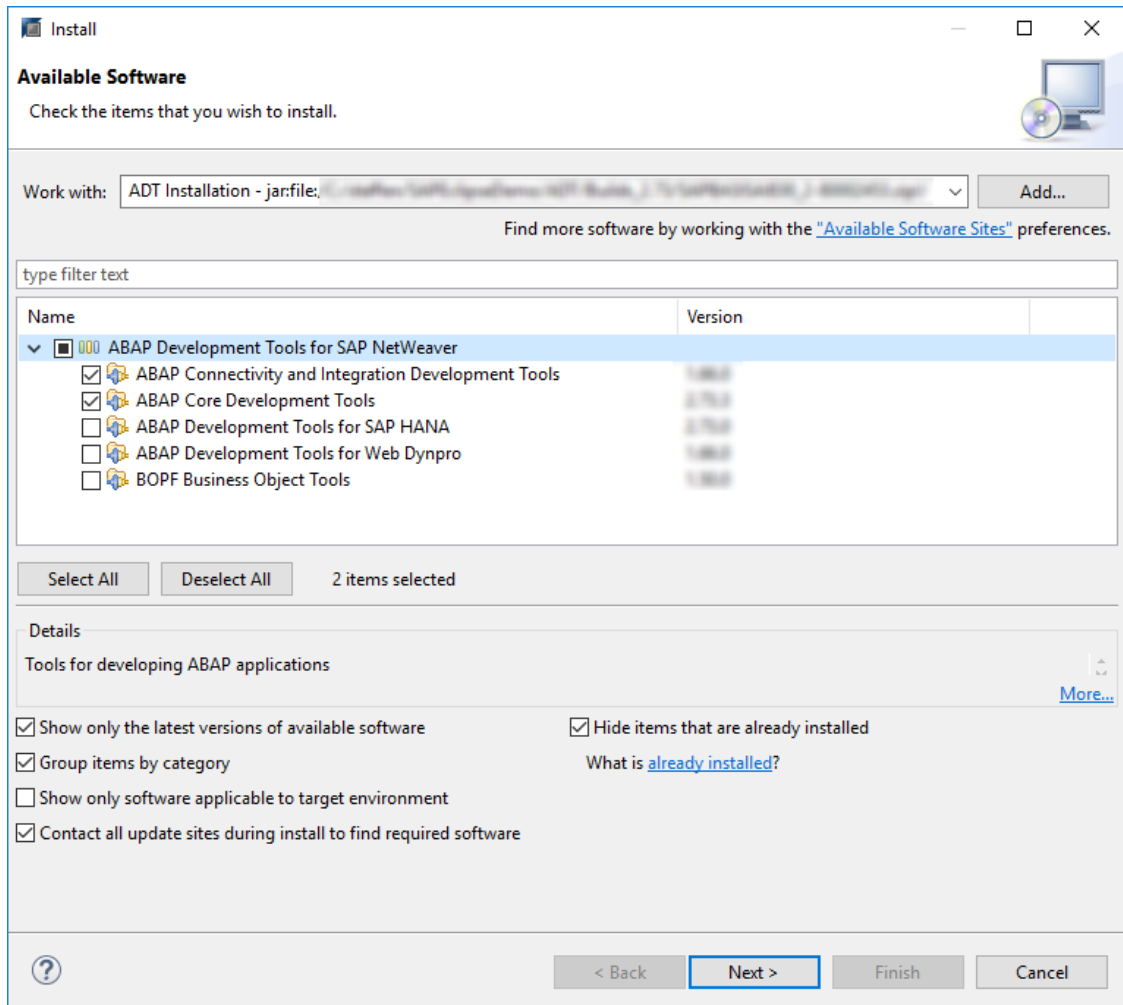 Install
Available Software
Check the items that you wish to install.
Work with: ADT Installation - jar:file:/ Add...
Find more software by working with the "Available Software Sites" preferences.
type filter text
Name Version
ABAP Development Tools for SAP NetWeaver
ABAP Connectivity and Integration Development Tools
ABAP Core Development Tools
ABAP Development Tools for SAP HANA
ABAP Development Tools for Web Dynpro
BOPF Business Object Tools
Select All Deselect All 2 items selected
Details
Tools for developing ABAP applications
More...
Show only the latest versions of available software Hide items that are already installed
Group items by category What is already installed?
Show only software applicable to target environment
Contact all update sites during install to find required software
? < Back Next > Finish Cancel